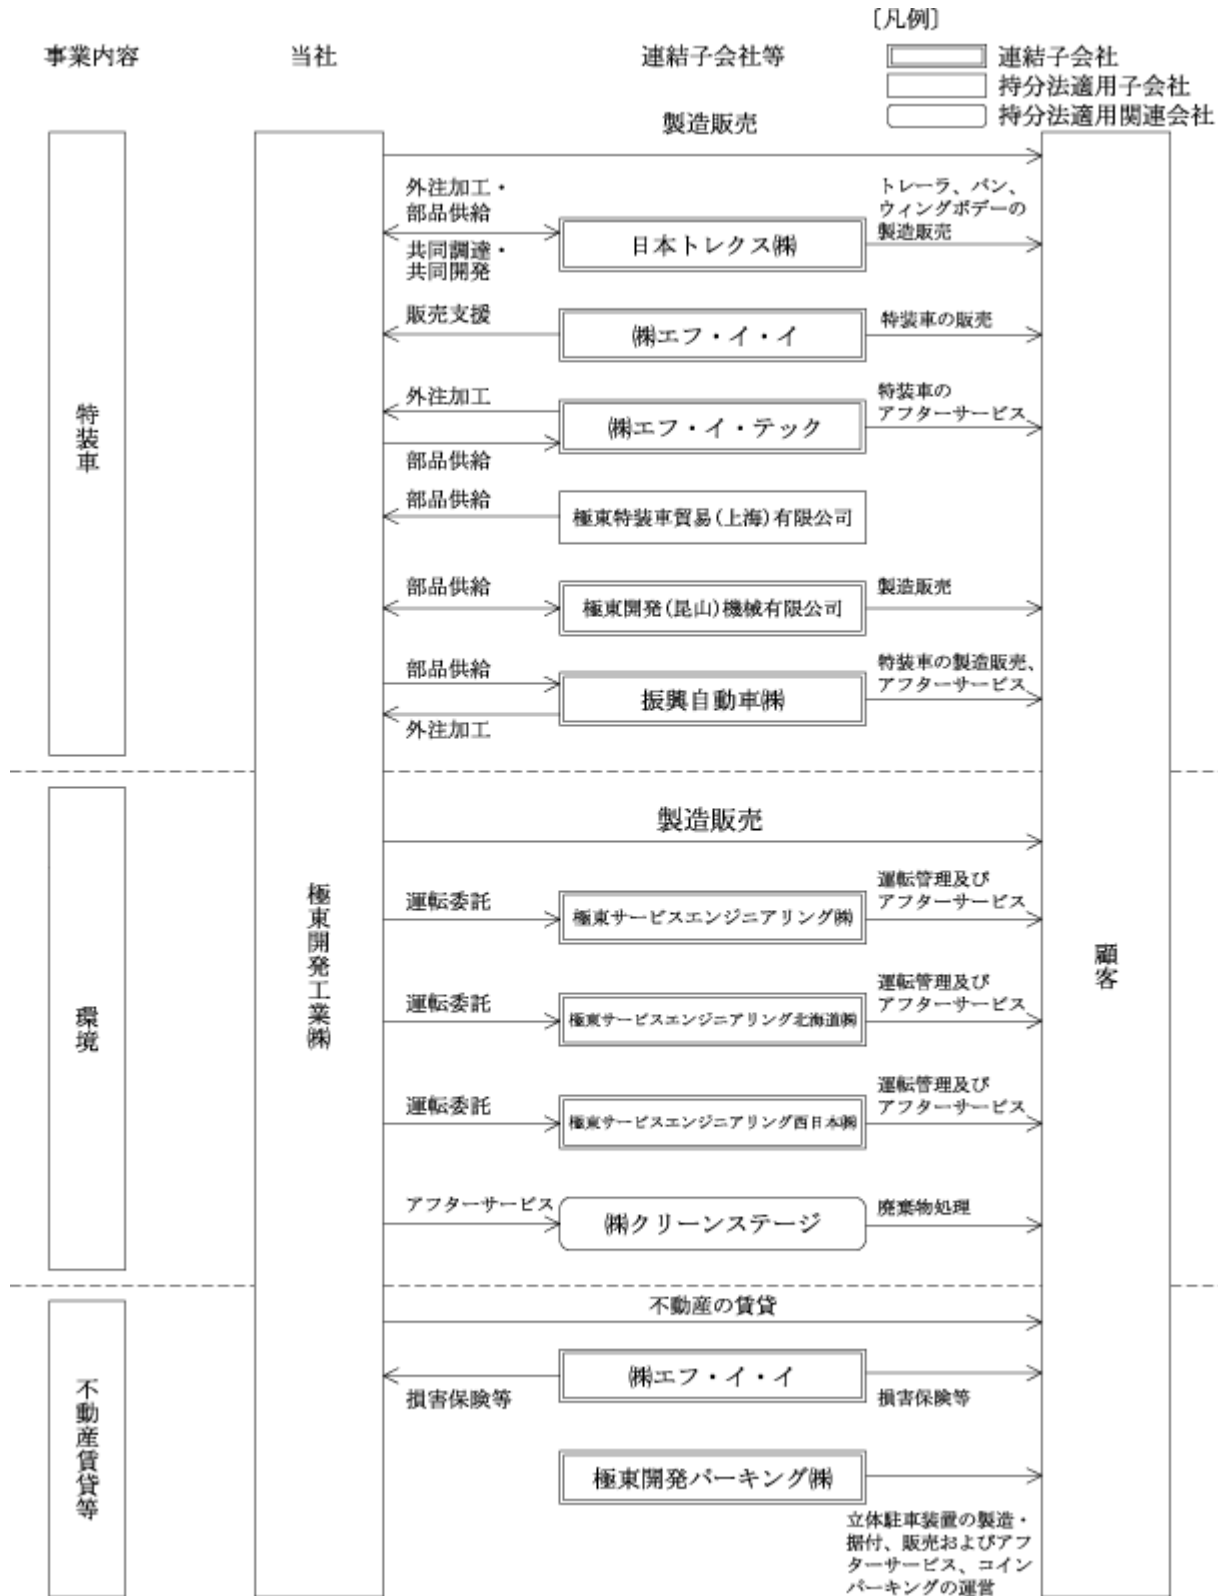 〔凡例〕
事業内容
当社
連結子会社等
連結子会社
持分法適用子会社
持分法適用関連会社
特装車
極東開発工業㈱
顧客
製造販売
外注加工・
部品供給
共同調達・
共同開発
日本トレクス㈱
トレーラ、バン、
ウィングボデーの
製造販売
販売支援
㈱エフ・イ・イ
特装車の販売
外注加工
部品供給
㈱エフ・イ・テック
特装車の
アフターサービス
部品供給
極東特装車貿易(上海)有限公司
部品供給
極東開発(昆山)機械有限公司
製造販売
部品供給
外注加工
振興自動車㈱
特装車の製造販売、
アフターサービス
環境
製造販売
運転委託
極東サービスエンジニアリング㈱
運転管理及び
アフターサービス
運転委託
極東サービスエンジニアリング北海道㈱
運転管理及び
アフターサービス
運転委託
極東サービスエンジニアリング西日本㈱
運転管理及び
アフターサービス
アフターサービス
㈱クリーンステージ
廃棄物処理
不動産賃貸等
不動産の賃貸
損害保険等
㈱エフ・イ・イ
損害保険等
極東開発パーキング㈱
立体駐車装置の製造・
据付、販売およびアフ
ターサービス、コイン
パーキングの運営